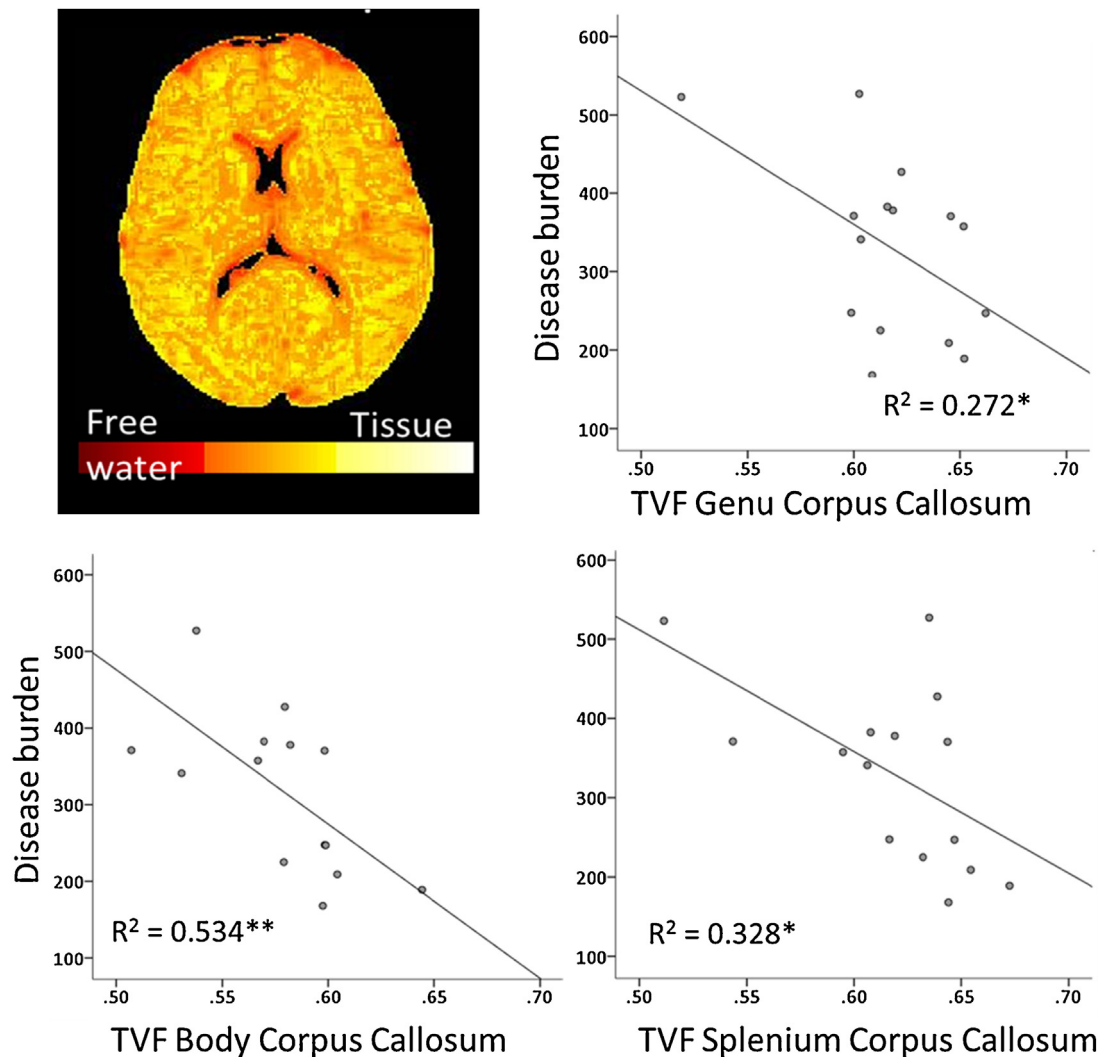 Free
water
Tissue
Disease burden
600
500
400
300
200
100
R² = 0.272*
.50 .55 .60 .65 .70
TVF Genu Corpus Callosum
Disease burden
600
500
400
300
200
100
R² = 0.534**
.50 .55 .60 .65 .70
TVF Body Corpus Callosum
600
500
400
300
200
100
R² = 0.328*
.50 .55 .60 .65 .70
TVF Splenium Corpus Callosum